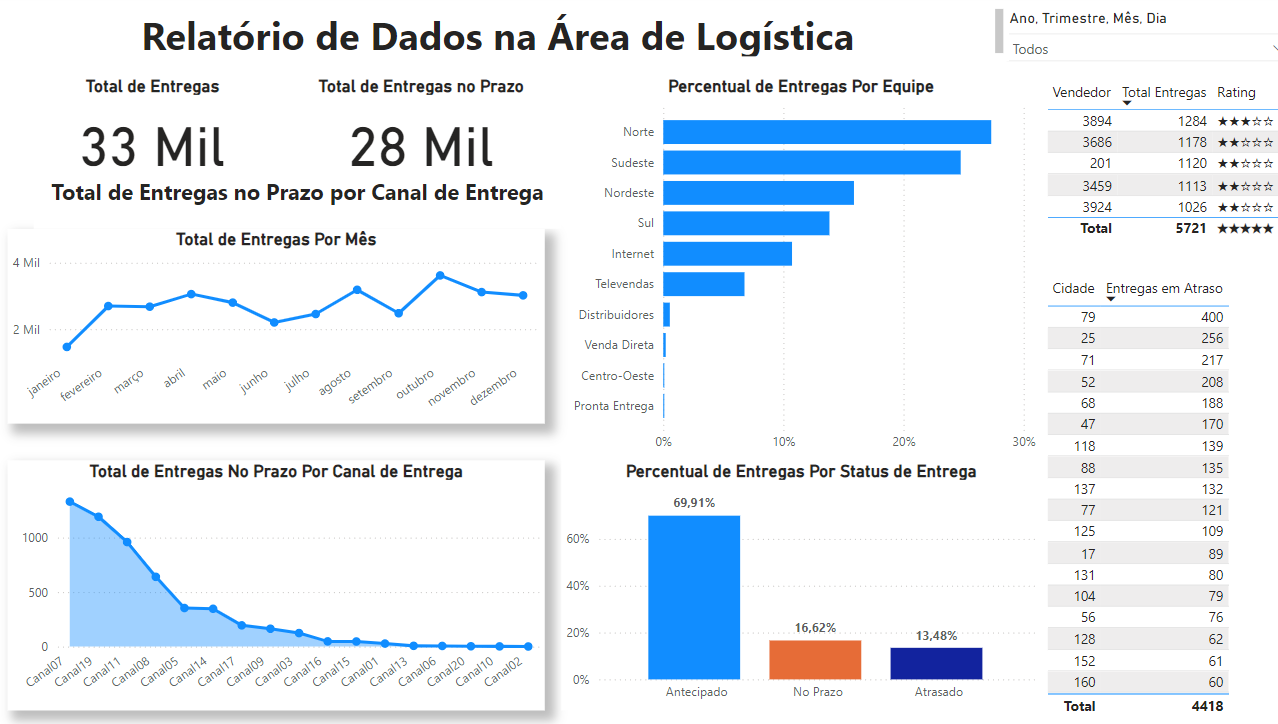 Relatório de Dados na Área de Logística
Ano, Trimestre, Mês, Dia
Todos
Total de Entregas
33 Mil
Total de Entregas no Prazo
28 Mil
Total de Entregas no Prazo por Canal de Entrega
Total de Entregas Por Mês
4 Mil
2 Mil
janeiro
fevereiro
março
abril
maio
junho
julho
agosto
setembro
outubro
novembro
dezembro
Percentual de Entregas Por Equipe
Norte
Sudeste
Nordeste
Sul
Internet
Televendas
Distribuidores
Venda Direta
Centro-Oeste
Pronta Entrega
0% 10% 20% 30%
Vendedor Total Entregas Rating
3894 1284 ★★★☆☆
3686 1178 ★★☆☆☆
201 1120 ★★☆☆☆
3459 1113 ★★☆☆☆
3924 1026 ★★☆☆☆
Total 5721 ★★★★★
Total de Entregas No Prazo Por Canal de Entrega
1000
500
0
Canal07
Canal19
Canal11
Canal08
Canal05
Canal14
Canal17
Canal09
Canal03
Canal16
Canal15
Canal01
Canal13
Canal06
Canal20
Canal10
Canal02
Percentual de Entregas Por Status de Entrega
60%
40%
20%
0%
69,91%
16,62%
13,48%
Antecipado No Prazo Atrasado
Cidade Entregas em Atraso
79 400
25 256
71 217
52 208
68 188
47 170
118 139
88 135
137 132
77 121
125 109
17 89
131 80
104 79
56 76
128 62
152 61
160 60
Total 4418